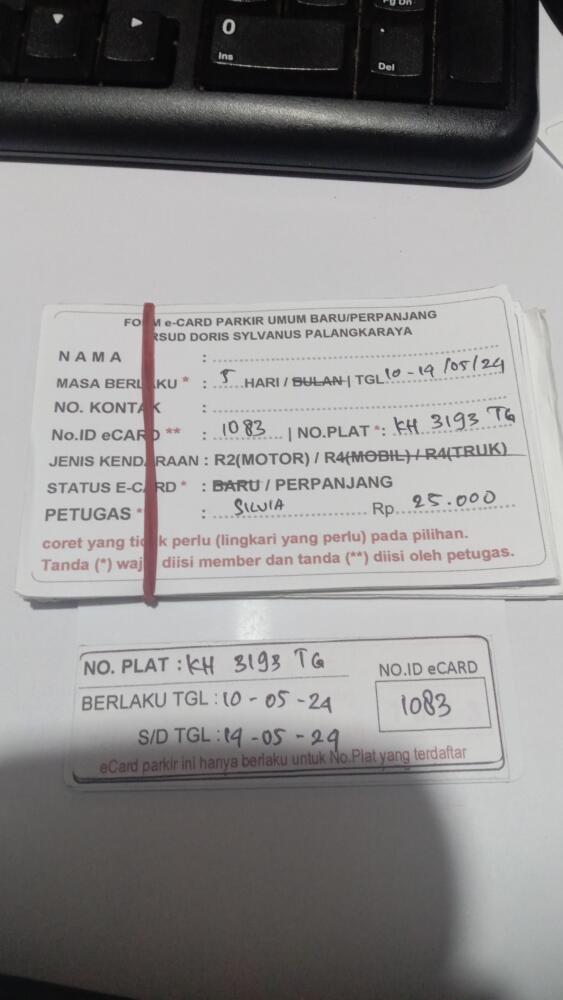 Pg Dn
0
Ins
.
Del
FORM e-CARD PARKIR UMUM BARU/PERPANJANG
RSUD DORIS SYLVANUS PALANGKARAYA
NAMA :
MASA BERLAKU * : 5 HARI / BULAN | TGL 10 - 14 /05/24
NO. KONTAK :
No.ID eCARD ** : 1083 | NO.PLAT *: KH 3193 TG
JENIS KENDARAAN : R2(MOTOR) / R4(MOBIL) / R4(TRUK)
STATUS E-CARD * : BARU / PERPANJANG
PETUGAS * : SILVIA Rp. 25.000
coret yang tidak perlu (lingkari yang perlu) pada pilihan.
Tanda (*) wajib diisi member dan tanda (**) diisi oleh petugas.
NO. PLAT : KH 3193 TG
NO.ID eCARD
BERLAKU TGL : 10 - 05 - 24
1083
S/D TGL : 14 - 05 - 24
eCard parkir ini hanya berlaku untuk No.Plat yang terdaftar